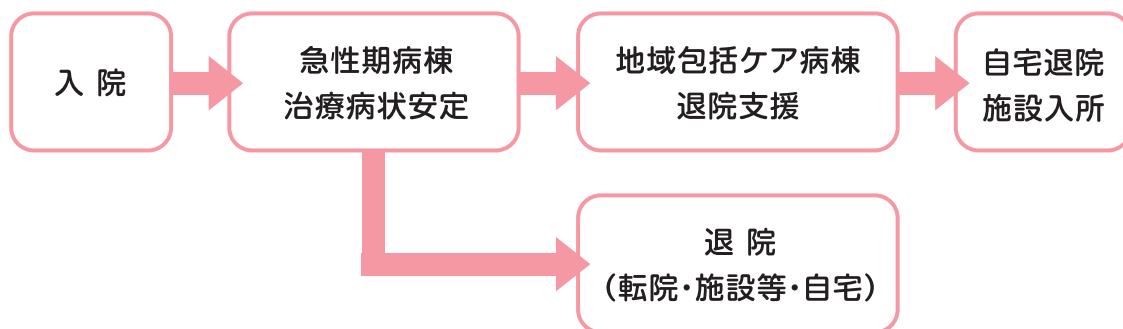 入 院
急性期病棟
治療病状安定
地域包括ケア病棟
退院支援
自宅退院
施設入所
退 院
（転院・施設等・自宅）